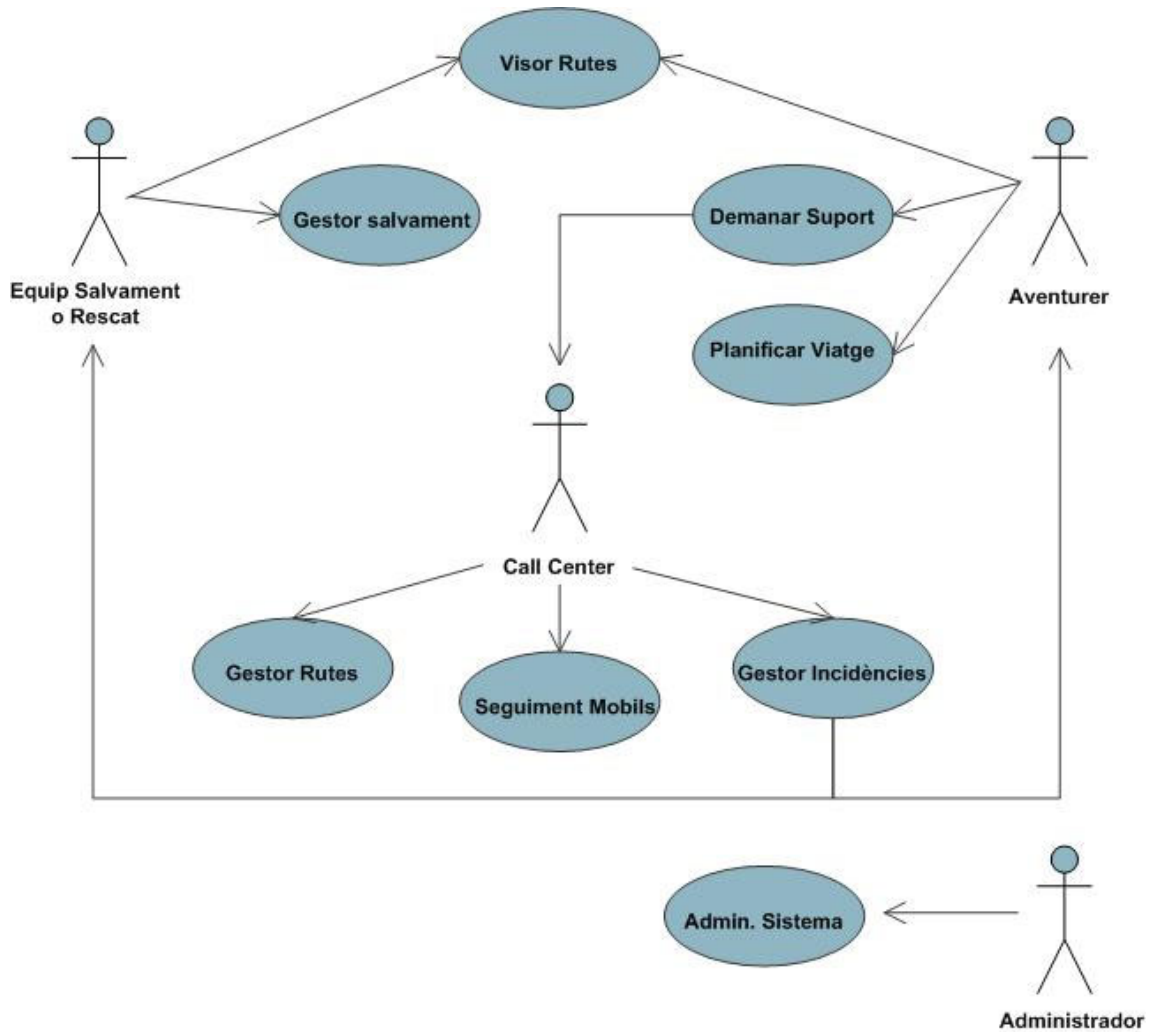 Visor Rutes
Gestor salvament
Demanar Suport
Equip Salvament
o Rescat
Aventurer
Planificar Viatge
Call Center
Gestor Rutes
Seguiment Mobils
Gestor Incidències
Admin. Sistema
Administrador